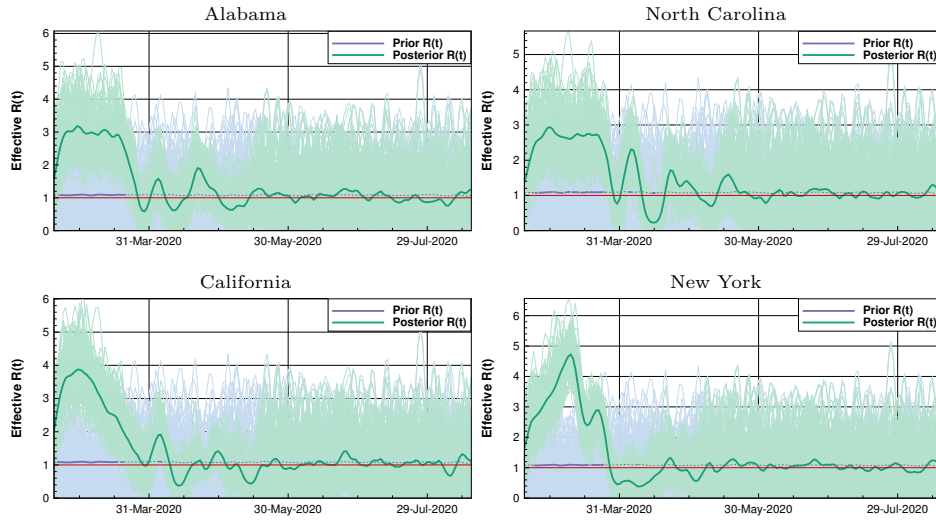 Alabama
Effective R(t)
6
5
4
3
2
1
0
Prior R(t)
Posterior R(t)
31-Mar-2020 30-May-2020 29-Jul-2020
North Carolina
Effective R(t)
5
4
3
2
1
0
Prior R(t)
Posterior R(t)
31-Mar-2020 30-May-2020 29-Jul-2020
California
Effective R(t)
6
5
4
3
2
1
0
Prior R(t)
Posterior R(t)
31-Mar-2020 30-May-2020 29-Jul-2020
New York
Effective R(t)
6
5
4
3
2
1
0
Prior R(t)
Posterior R(t)
31-Mar-2020 30-May-2020 29-Jul-2020